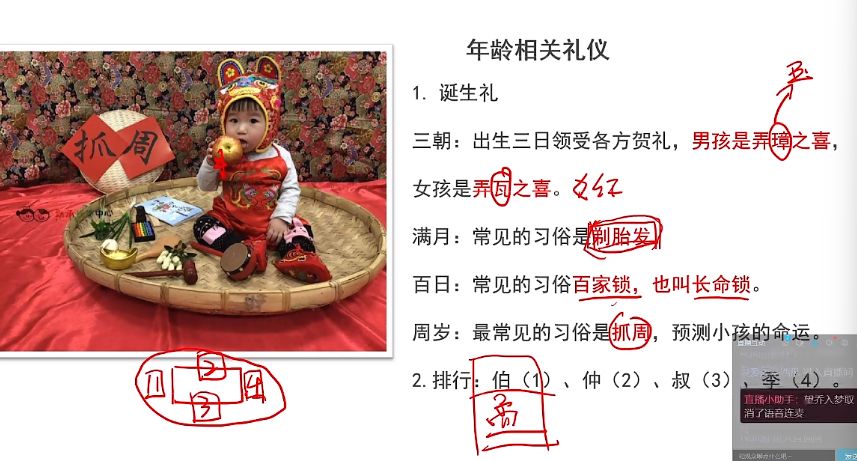 年龄相关礼仪
1. 诞生礼
三朝：出生三日领受各方贺礼，男孩是弄璋之喜，
玉
女孩是弄瓦之喜。女红
满月：常见的习俗是剃胎发
百日：常见的习俗百家锁，也叫长命锁。
周岁：最常见的习俗是抓周，预测小孩的命运。
2.排行：伯（1）、仲（2）、叔（3）、季（4）。
抓周
中心
1
2
3
4
直播互动
直播小助手：望乔入梦取
消了语音连麦